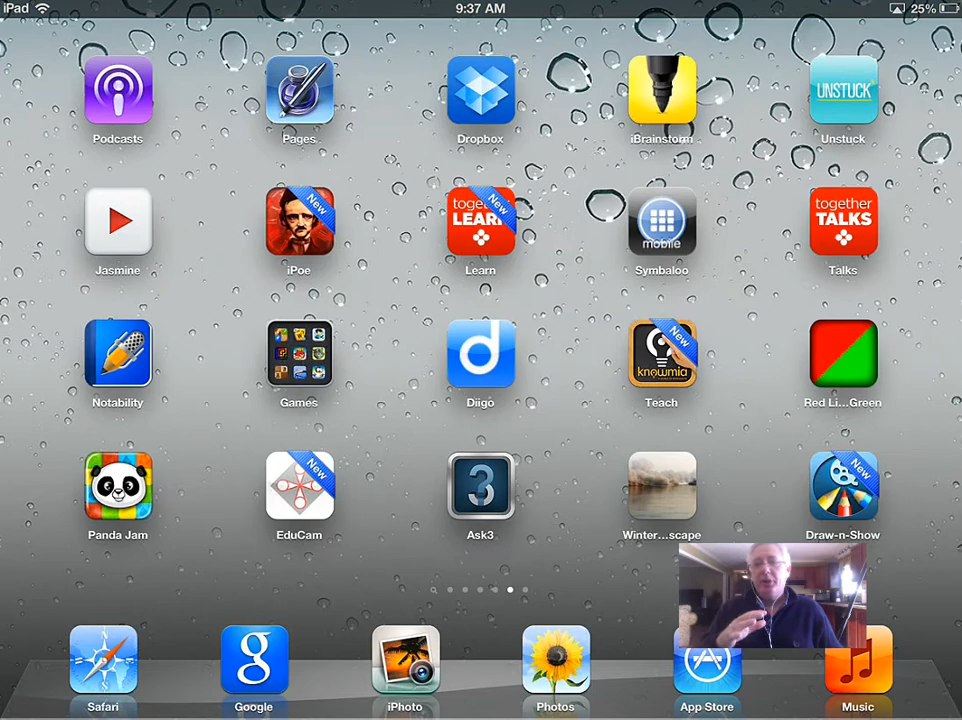 iPad 9:37 AM 25%
UNSTUCK
Podcasts Pages Dropbox iBrainstorm Unstuck
New together LEARN New together TALKS
mobile
Jasmine iPoe Learn Symbaloo Talks
New
knowmia
Notability Games Diigo Teach Red Li...Green
New 3 New
Panda Jam EduCam Ask3 Winter...scape Draw-n-Show
g
Safari Google iPhoto Photos App Store Music